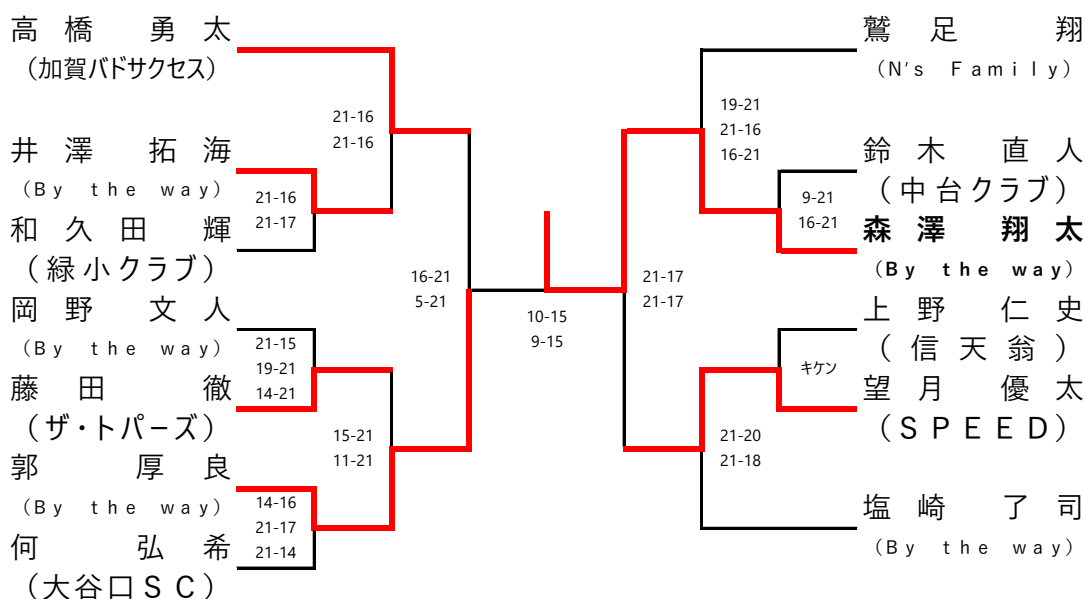 高橋 勇太
(加賀バドサクセス)
井澤 拓海
(By the way)
和久田 輝
(緑小クラブ)
岡野 文人
(By the way)
藤田 徹
(ザ・トパーズ)
郭 厚良
(By the way)
何 弘希
(大谷口SC)
21-16
21-17
21-16
21-16
21-15
19-21
14-21
14-16
21-17
21-14
15-21
11-21
16-21
5-21
10-15
9-15
21-17
21-17
19-21
21-16
16-21
9-21
16-21
キケン
21-20
21-18
鷲足 翔
(N's Family)
鈴木 直人
(中台クラブ)
森澤 翔太
(By the way)
上野 仁史
(信天翁)
望月 優太
(SPEED)
塩崎 了司
(By the way)